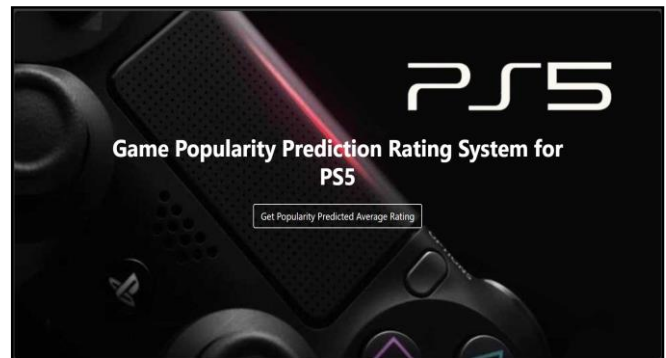 PS5
Game Popularity Prediction Rating System for
PS5
Get Popularity Predicted Average Rating